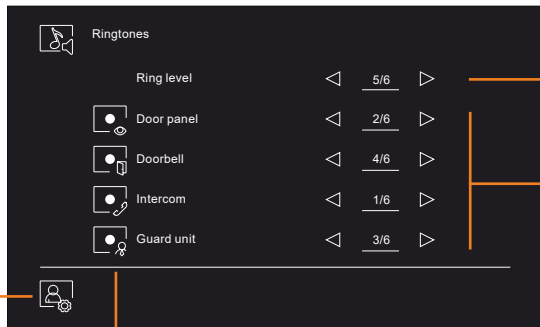 Ringtones
Ring level 5/6
Door panel 2/6
Doorbell 4/6
Intercom 1/6
Guard unit 3/6